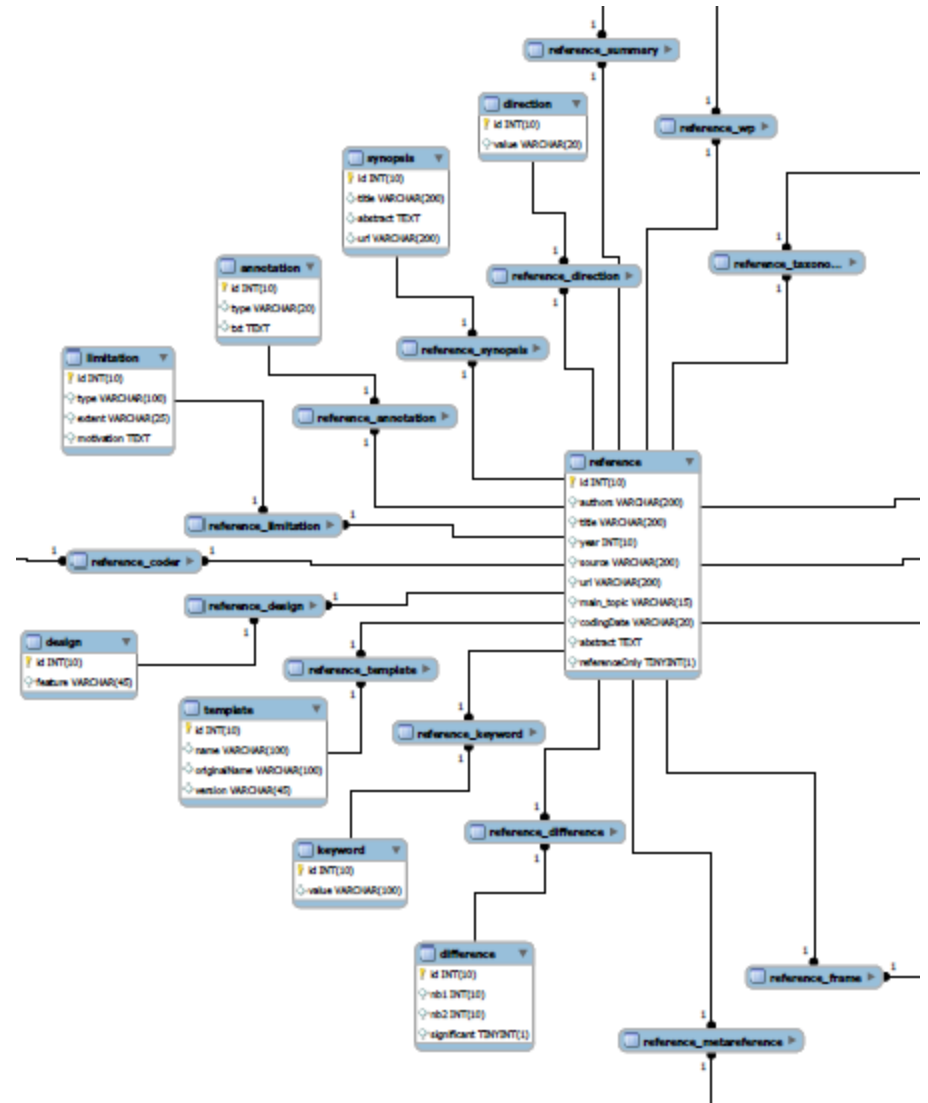 1
reference_summary
1
1
reference_wp
1
direction
id INT(10)
value VARCHAR(20)
synopsis
id INT(10)
title VARCHAR(200)
abstract TEXT
url VARCHAR(200)
1
reference_direction
1
1
reference_taxono...
1
annotation
id INT(10)
type VARCHAR(20)
txt TEXT
1
reference_synopsis
1
limitation
id INT(10)
type VARCHAR(100)
extent VARCHAR(25)
motivation TEXT
1
reference_annotation
1
reference
id INT(10)
authors VARCHAR(200)
title VARCHAR(200)
year INT(10)
source VARCHAR(200)
url VARCHAR(200)
main_topic VARCHAR(15)
codingDate VARCHAR(20)
abstract TEXT
referenceOnly TINYINT(1)
1
reference_limitation
1
1
reference_coder
1
reference_design
1
1
design
id INT(10)
feature VARCHAR(45)
1
reference_template
1
template
id INT(10)
name VARCHAR(100)
originalName VARCHAR(100)
version VARCHAR(45)
1
reference_keyword
1
keyword
id INT(10)
value VARCHAR(100)
1
reference_difference
1
difference
id INT(10)
nb1 INT(10)
nb2 INT(10)
significant TINYINT(1)
1
reference_frame
1
1
reference_metareference
1